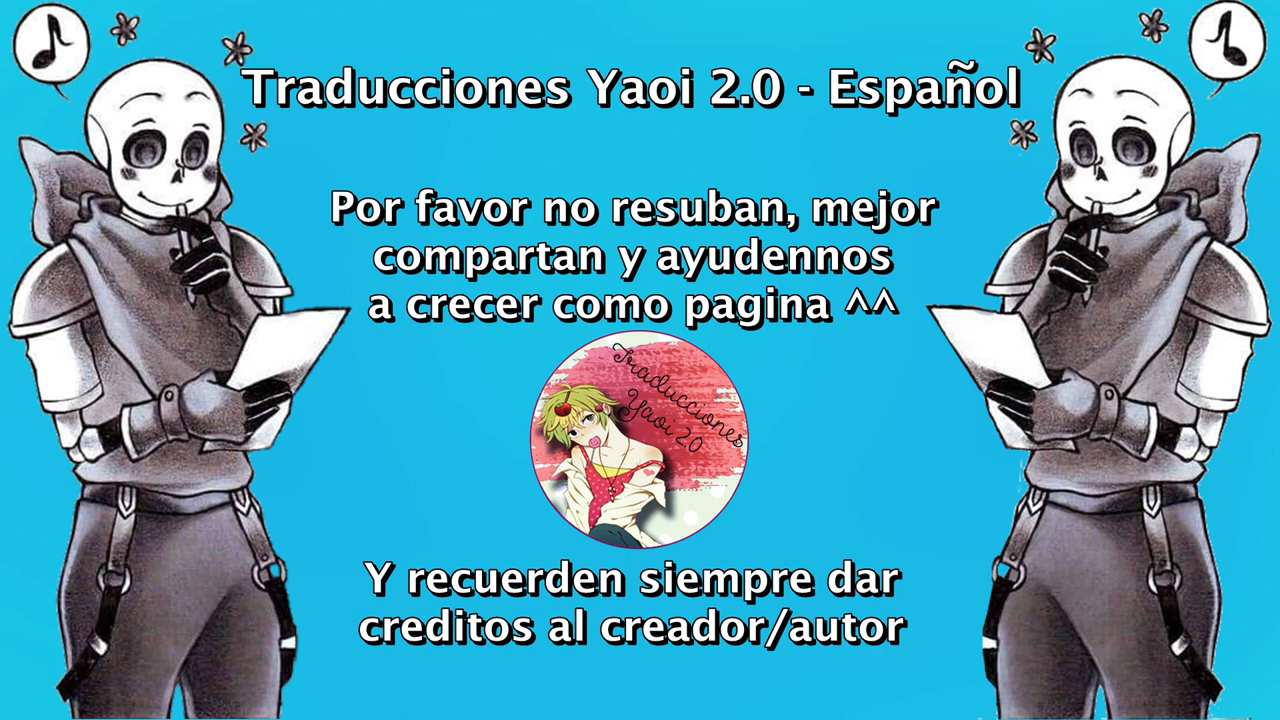 Traducciones Yaoi 2.0 - Español
Por favor no resuban, mejor
compartan y ayudennos
a crecer como pagina ^^
Traducciones
Yaoi 2.0
Y recuerden siempre dar
creditos al creador/autor